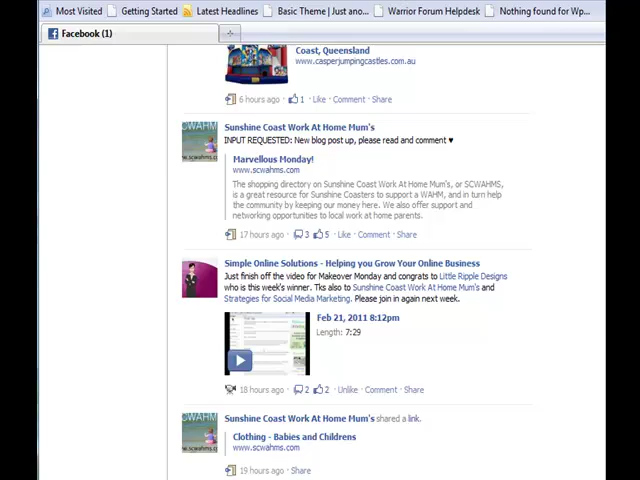 Most Visited Getting Started Latest Headlines Basic Theme | Just ano... Warrior Forum Helpdesk Nothing found for Wp...
Facebook (1)
Coast, Queensland
www.casperjumpingcastles.com.au
6 hours ago · 1 · Like · Comment · Share
SCWAHM
w.scwahms.c
Sunshine Coast Work At Home Mum's
INPUT REQUESTED: New blog post up, please read and comment ♥
Marvellous Monday!
www.scwahms.com
The shopping directory on Sunshine Coast Work At Home Mum's, or SCWAHMS,
is a great resource for Sunshine Coasters to support a WAHM, and in turn help
the community by keeping our money here. We also offer support and
networking opportunities to local work at home parents.
17 hours ago · 3 5 · Like · Comment · Share
Simple Online Solutions - Helping you Grow Your Online Business
Just finish off the video for Makeover Monday and congrats to Little Ripple Designs
who is this week's winner. Tks also to Sunshine Coast Work At Home Mum's and
Strategies for Social Media Marketing. Please join in again next week.
Feb 21, 2011 8:12pm
Length: 7:29
18 hours ago · 2 2 · Unlike · Comment · Share
SCWAHM
w.scwahms.c
Sunshine Coast Work At Home Mum's shared a link.
Clothing - Babies and Childrens
www.scwahms.com
19 hours ago · Share